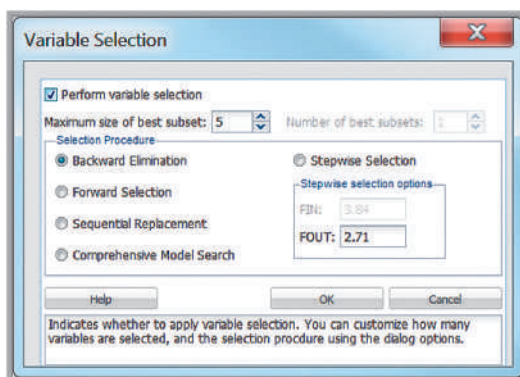 Variable Selection
Perform variable selection
Maximum size of best subset: 5 Number of best subsets: 1
Selection Procedure
Backward Elimination
Stepwise Selection
Forward Selection
Stepwise selection options
FIN: 3.84
Sequential Replacement
FOUT: 2.71
Comprehensive Model Search
Help OK Cancel
Indicates whether to apply variable selection. You can customize how many
variables are selected, and the selection procdure using the dialog options.